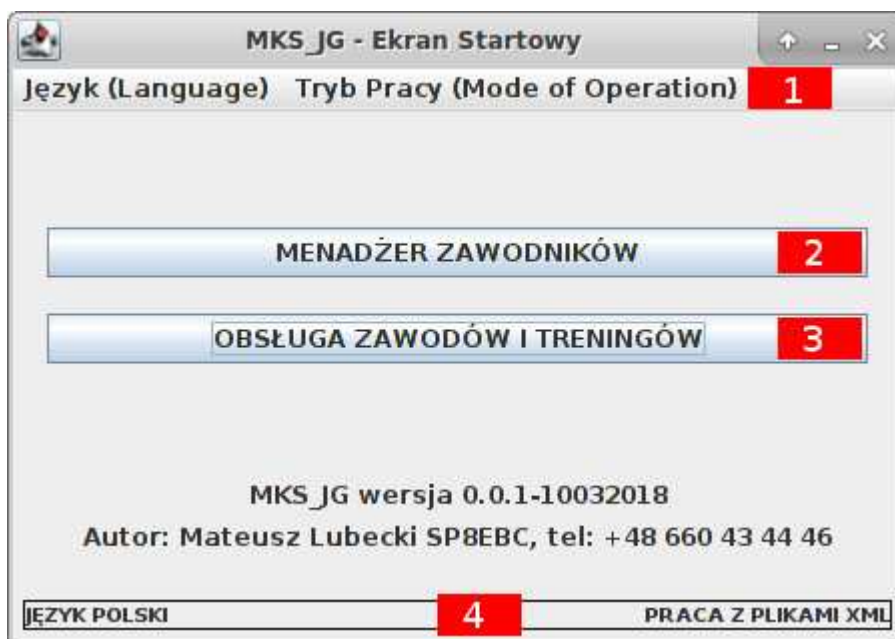 MKS_JG - Ekran Startowy
Język (Language) Tryb Pracy (Mode of Operation) 1
MENADŻER ZAWODNIKÓW 2
OBSŁUGA ZAWODÓW I TRENINGÓW 3
MKS_JG wersja 0.0.1-10032018
Autor: Mateusz Lubecki SP8EBC, tel: +48 660 43 44 46
JĘZYK POLSKI 4 PRACA Z PLIKAMI XML